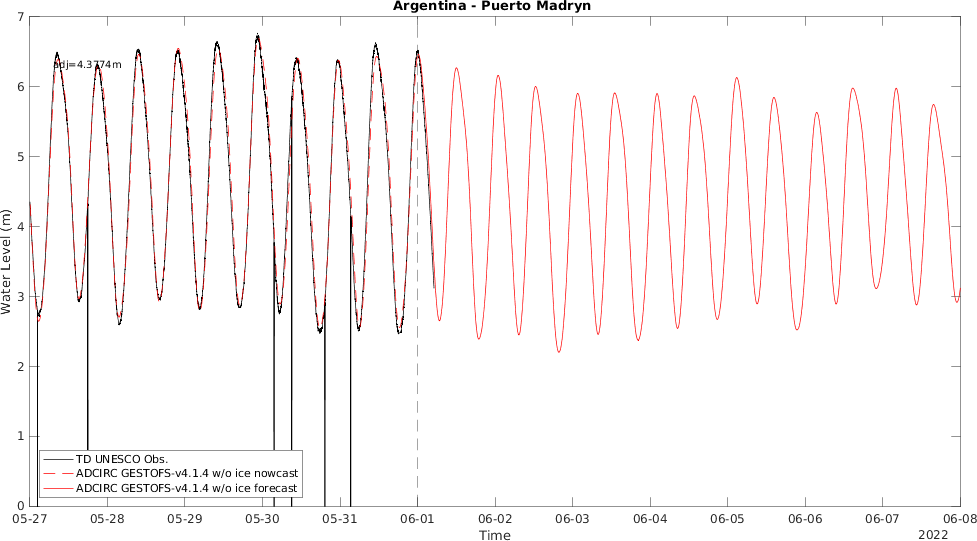 Argentina - Puerto Madryn
7
adj=4.3774m
6
5
4
3
2
1
0
Water Level (m)
TD UNESCO Obs.
ADCIRC GESTOFS-v4.1.4 w/o ice nowcast
ADCIRC GESTOFS-v4.1.4 w/o ice forecast
05-27 05-28 05-29 05-30 05-31 06-01 06-02 06-03 06-04 06-05 06-06 06-07 06-08
Time
2022